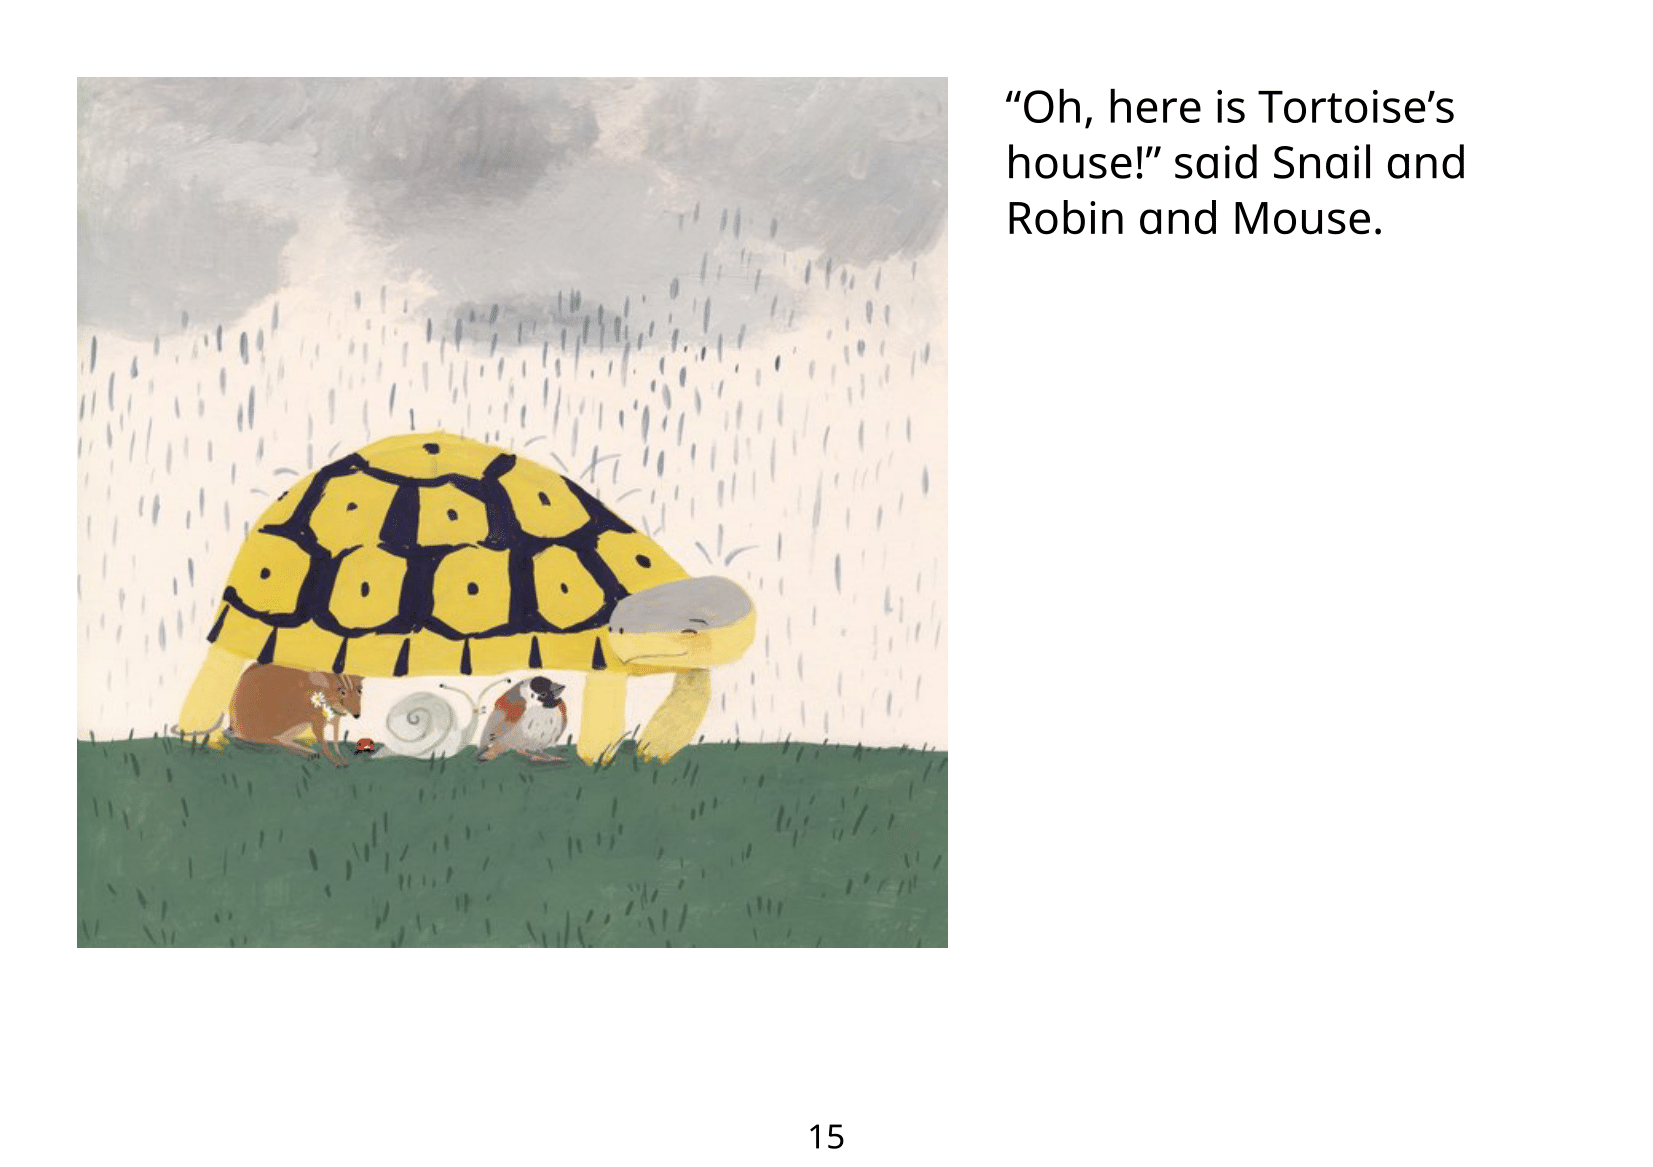 “Oh, here is Tortoise’s
house!” said Snail and
Robin and Mouse.
15